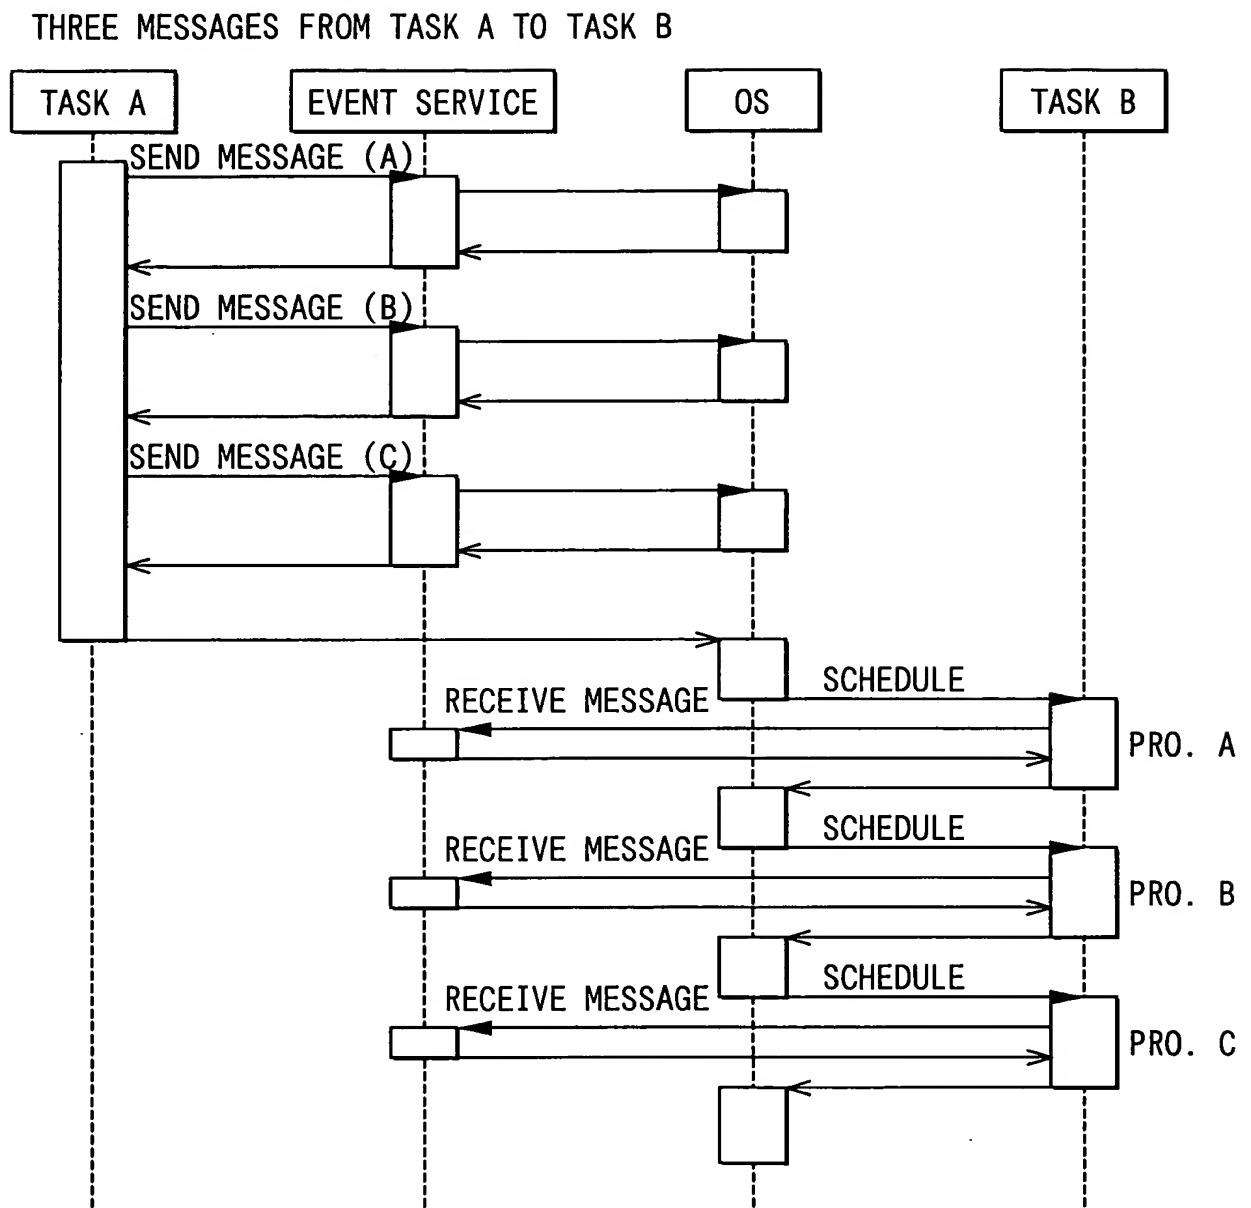 THREE MESSAGES FROM TASK A TO TASK B
TASK A
EVENT SERVICE
OS
TASK B
SEND MESSAGE (A)
SEND MESSAGE (B)
SEND MESSAGE (C)
SCHEDULE
RECEIVE MESSAGE
PRO. A
SCHEDULE
RECEIVE MESSAGE
PRO. B
SCHEDULE
RECEIVE MESSAGE
PRO. C